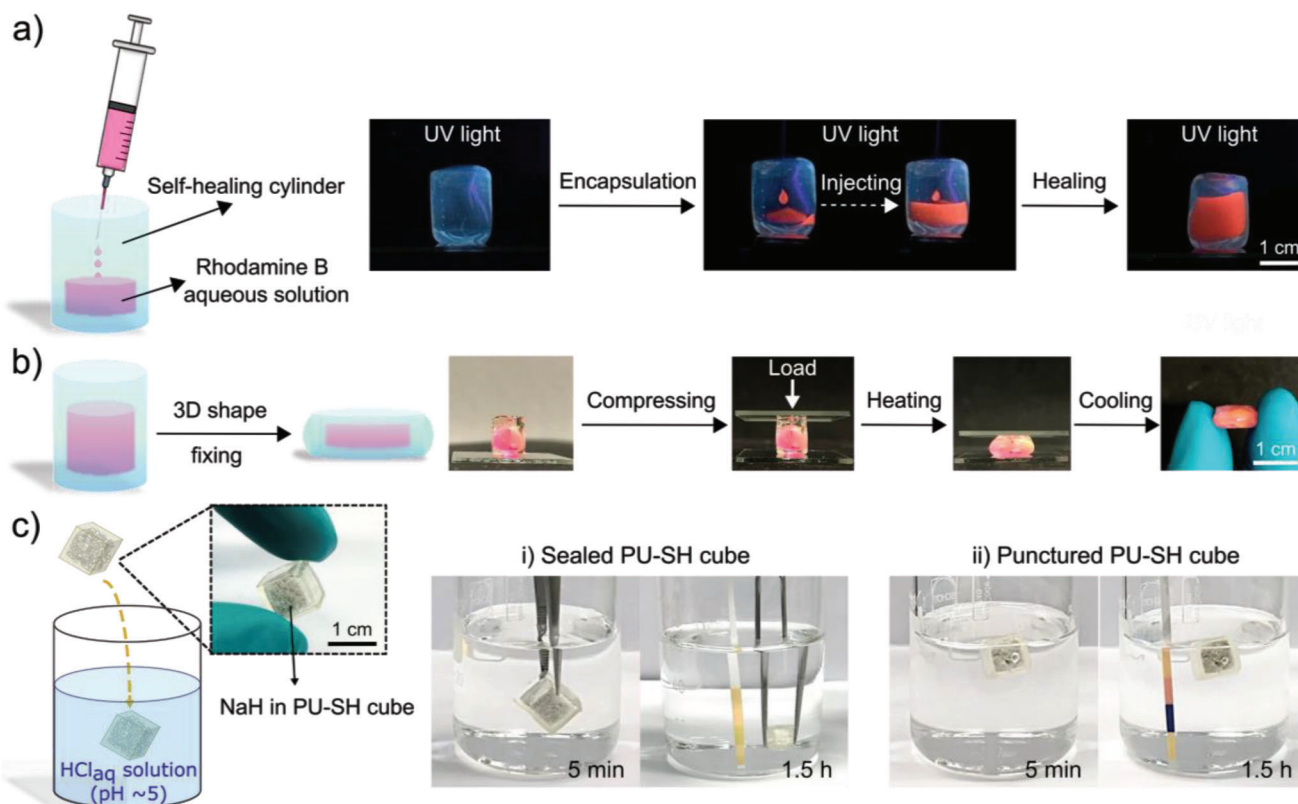 a)
UV light
UV light
UV light
Self-healing cylinder
Encapsulation
Injecting
Healing
Rhodamine B
aqueous solution
1 cm
UV light
b)
3D shape
fixing
Compressing
Load
Heating
Cooling
1 cm
c)
i) Sealed PU-SH cube
ii) Punctured PU-SH cube
1 cm
NaH in PU-SH cube
HClaq solution
(pH ~5)
5 min
1.5 h
5 min
1.5 h